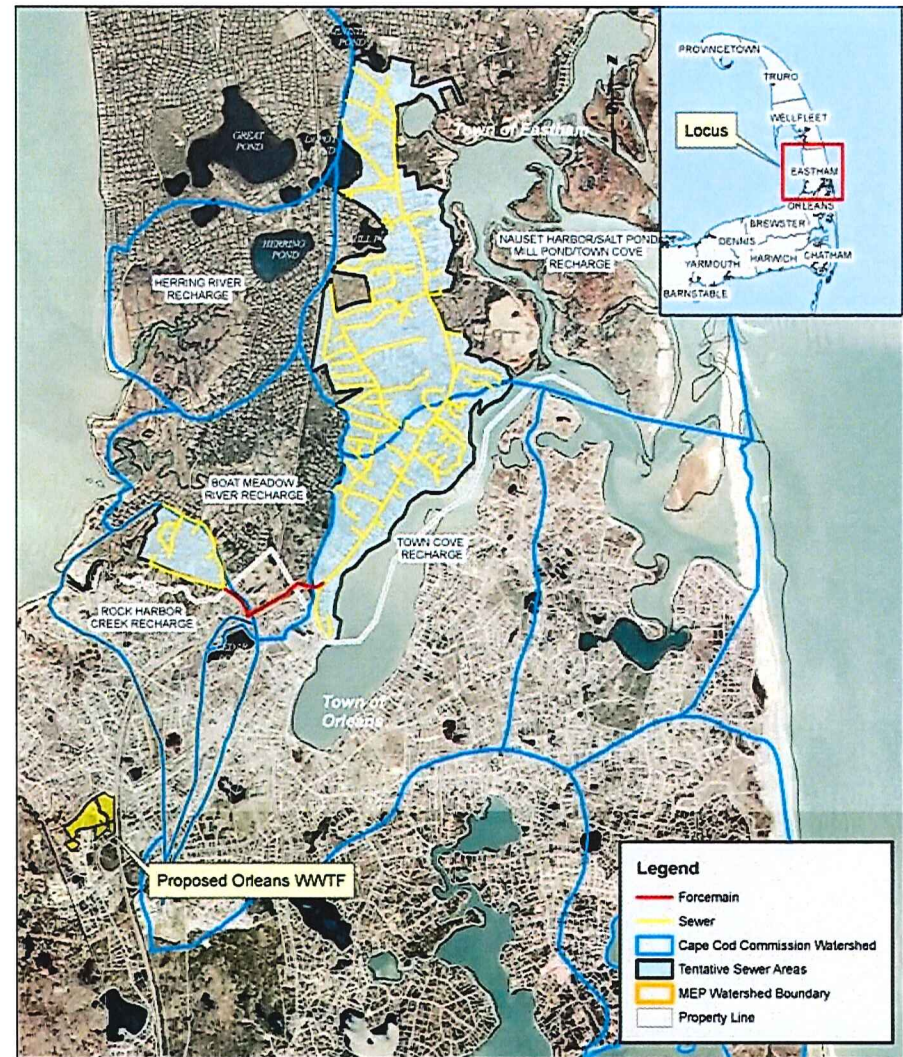 GREAT
POND
HERRING
POND
HERRING RIVER
RECHARGE
Town of Eastham
NAUSET HARBOR/SALT POND
MILL POND/TOWN COVE
RECHARGE
BOAT MEADOW
RIVER RECHARGE
TOWN COVE
RECHARGE
ROCK HARBOR
CREEK RECHARGE
Town of
Orleans
Proposed Orleans WWTF
PROVINCETOWN
TRURO
WELLFLEET
Locus
EASTHAM
ORLEANS
BREWSTER
DENNIS
YARMOUTH
HARWICH
CHATHAM
BARNSTABLE
Legend
Forcemain
Sewer
Cape Cod Commission Watershed
Tentative Sewer Areas
MEP Watershed Boundary
Property Line